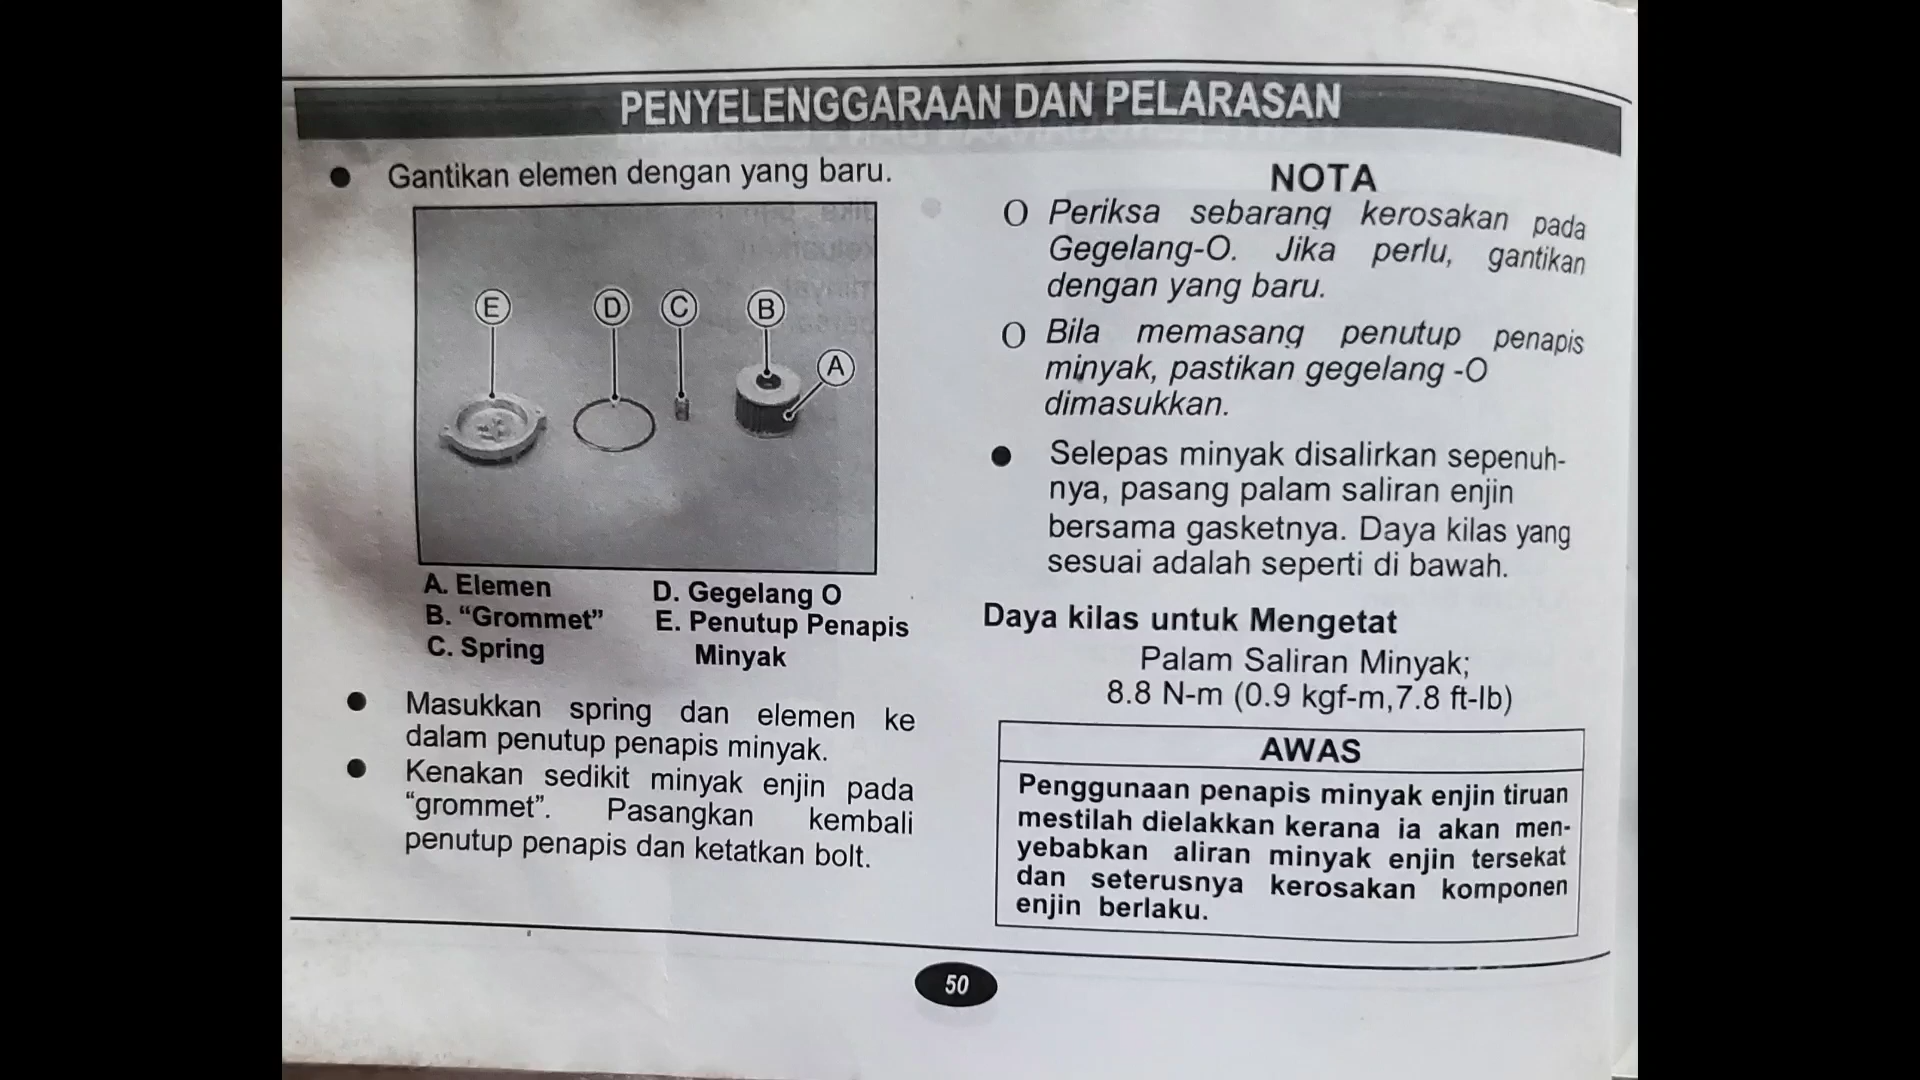 PENYELENGGARAAN DAN PELARASAN
● Gantikan elemen dengan yang baru.
E
D
C
B
A
A. Elemen
B. “Grommet”
C. Spring
D. Gegelang O
E. Penutup Penapis
Minyak
● Masukkan spring dan elemen ke
dalam penutup penapis minyak.
● Kenakan sedikit minyak enjin pada
“grommet”. Pasangkan kembali
penutup penapis dan ketatkan bolt.
NOTA
O Periksa sebarang kerosakan pada
Gegelang-O. Jika perlu, gantikan
dengan yang baru.
O Bila memasang penutup penapis
minyak, pastikan gegelang -O
dimasukkan.
● Selepas minyak disalirkan sepenuh-
nya, pasang palam saliran enjin
bersama gasketnya. Daya kilas yang
sesuai adalah seperti di bawah.
Daya kilas untuk Mengetat
Palam Saliran Minyak;
8.8 N-m (0.9 kgf-m,7.8 ft-lb)
AWAS
Penggunaan penapis minyak enjin tiruan
mestilah dielakkan kerana ia akan men-
yebabkan aliran minyak enjin tersekat
dan seterusnya kerosakan komponen
enjin berlaku.
50